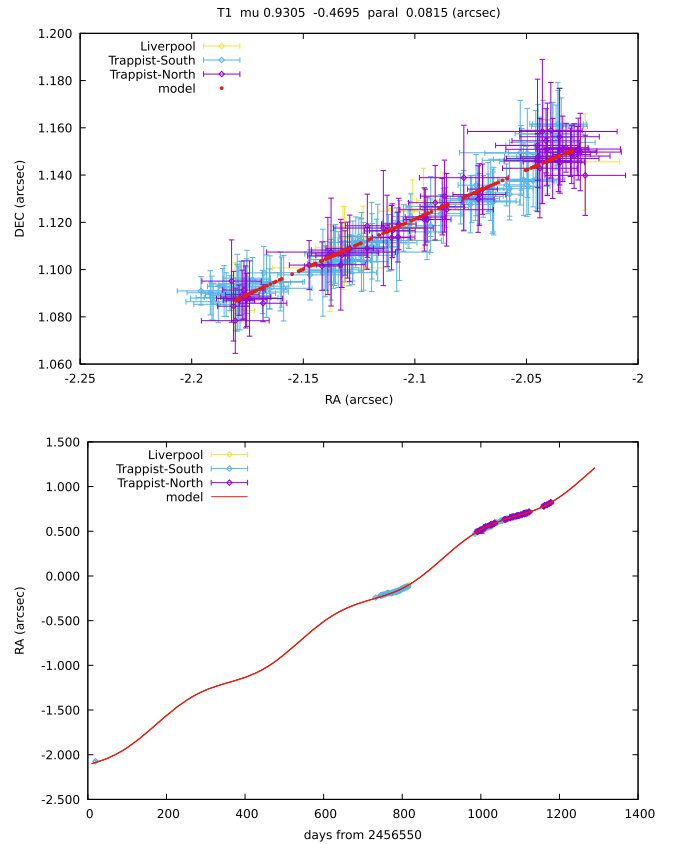 T1 mu 0.9305 -0.4695 paral 0.0815 (arcsec)
1.200
1.180
1.160
1.140
1.120
1.100
1.080
1.060
DEC (arcsec)
Liverpool
Trappist-South
Trappist-North
model
-2.25 -2.2 -2.15 -2.1 -2.05 -2
RA (arcsec)
1.500
1.000
0.500
0.000
-0.500
-1.000
-1.500
-2.000
-2.500
RA (arcsec)
Liverpool
Trappist-South
Trappist-North
model
0 200 400 600 800 1000 1200 1400
days from 2456550